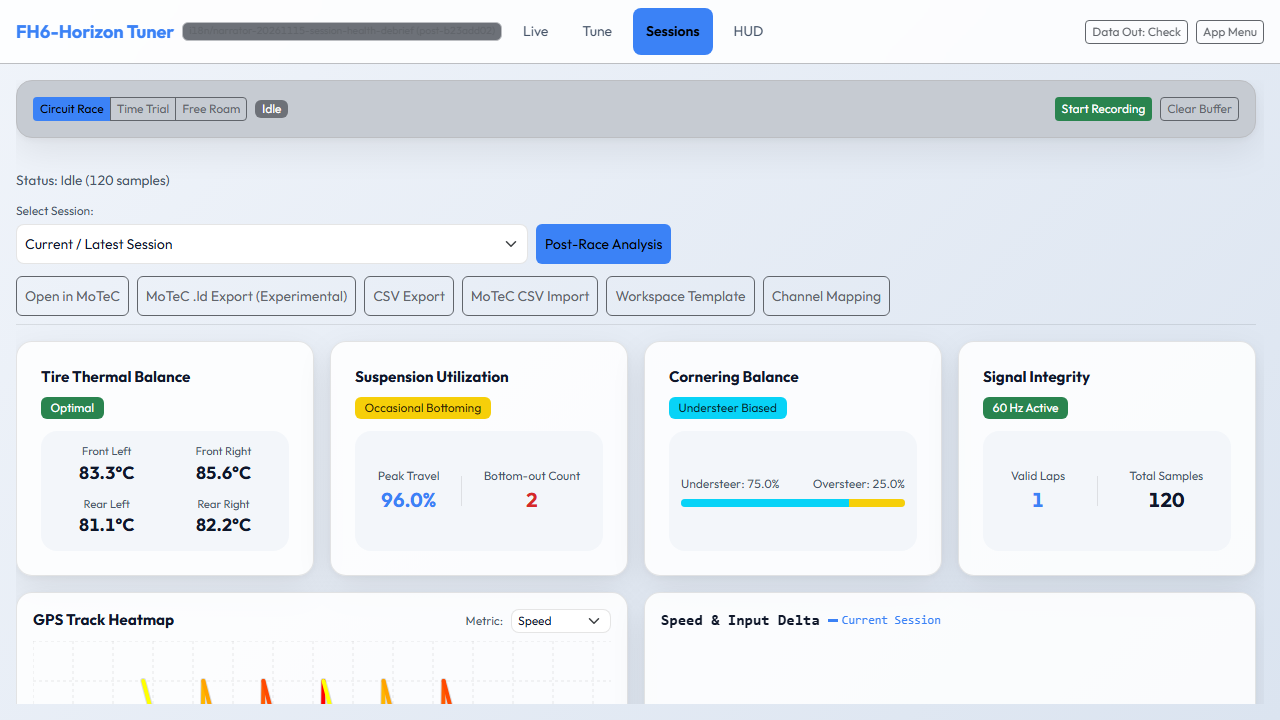 FH6-Horizon Tuner
Live
Tune
Sessions
HUD
Data Out: Check
App Menu
Circuit Race
Time Trial
Free Roam
Idle
Start Recording
Clear Buffer
Status: Idle (120 samples)
Select Session:
Current / Latest Session
Post-Race Analysis
Open in MoTeC
MoTeC .ld Export (Experimental)
CSV Export
MoTeC CSV Import
Workspace Template
Channel Mapping
Tire Thermal Balance
Optimal
Front Left
Front Right
83.3°C
85.6°C
Rear Left
Rear Right
81.1°C
82.2°C
Suspension Utilization
Occasional Bottoming
Peak Travel
Bottom-out Count
96.0%
2
Cornering Balance
Understeer Biased
Understeer: 75.0%
Oversteer: 25.0%
Signal Integrity
60 Hz Active
Valid Laps
Total Samples
1
120
GPS Track Heatmap
Metric:
Speed
Speed & Input Delta
Current Session